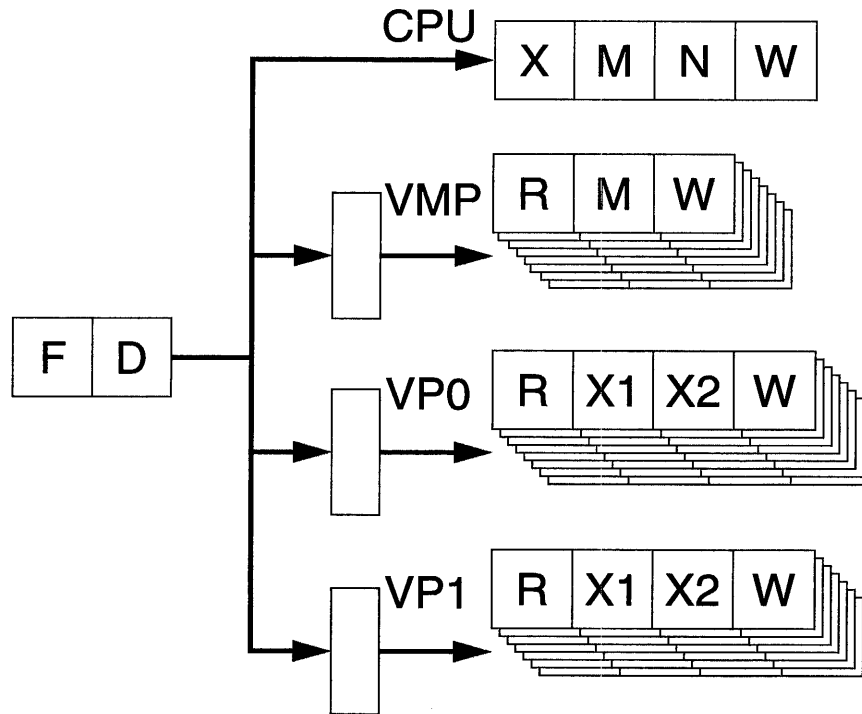 CPU
X M N W
VMP
R M W
F D
VP0
R X1 X2 W
VP1
R X1 X2 W